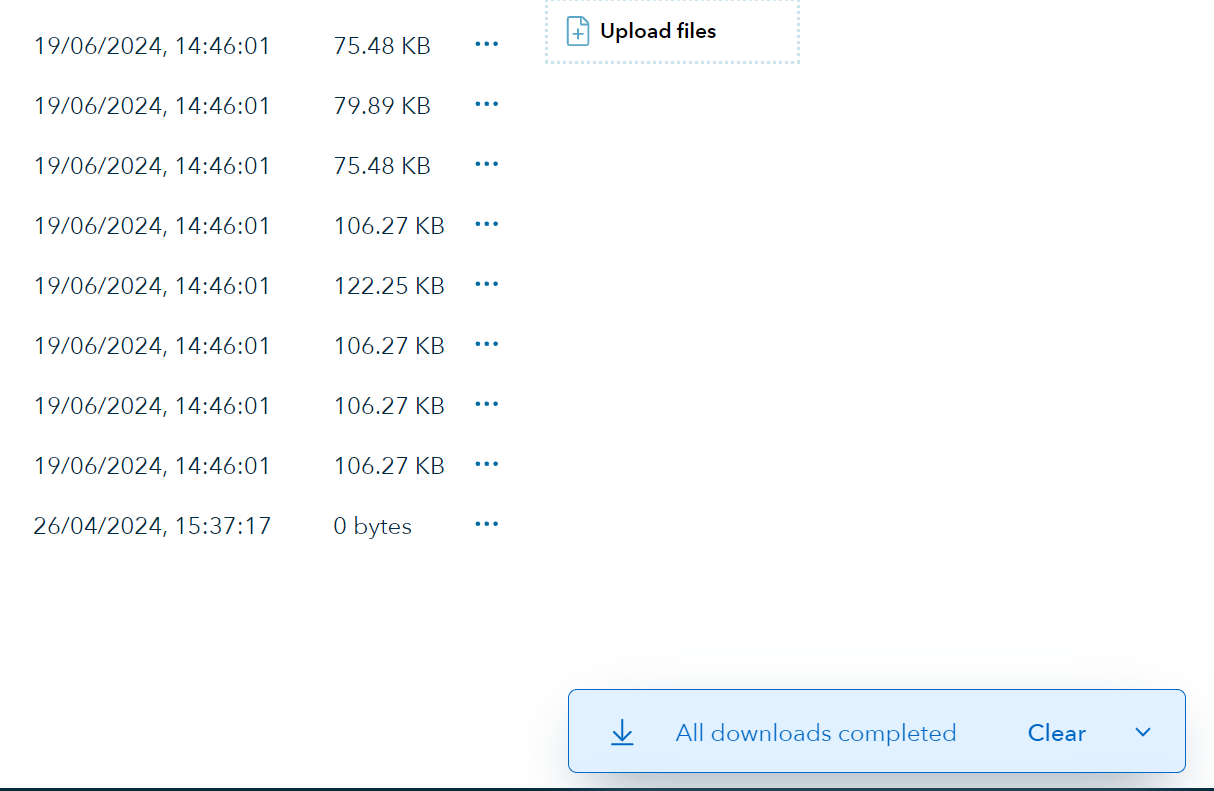 Upload files
19/06/2024, 14:46:01 75.48 KB
19/06/2024, 14:46:01 79.89 KB
19/06/2024, 14:46:01 75.48 KB
19/06/2024, 14:46:01 106.27 KB
19/06/2024, 14:46:01 122.25 KB
19/06/2024, 14:46:01 106.27 KB
19/06/2024, 14:46:01 106.27 KB
19/06/2024, 14:46:01 106.27 KB
26/04/2024, 15:37:17 0 bytes
All downloads completed Clear